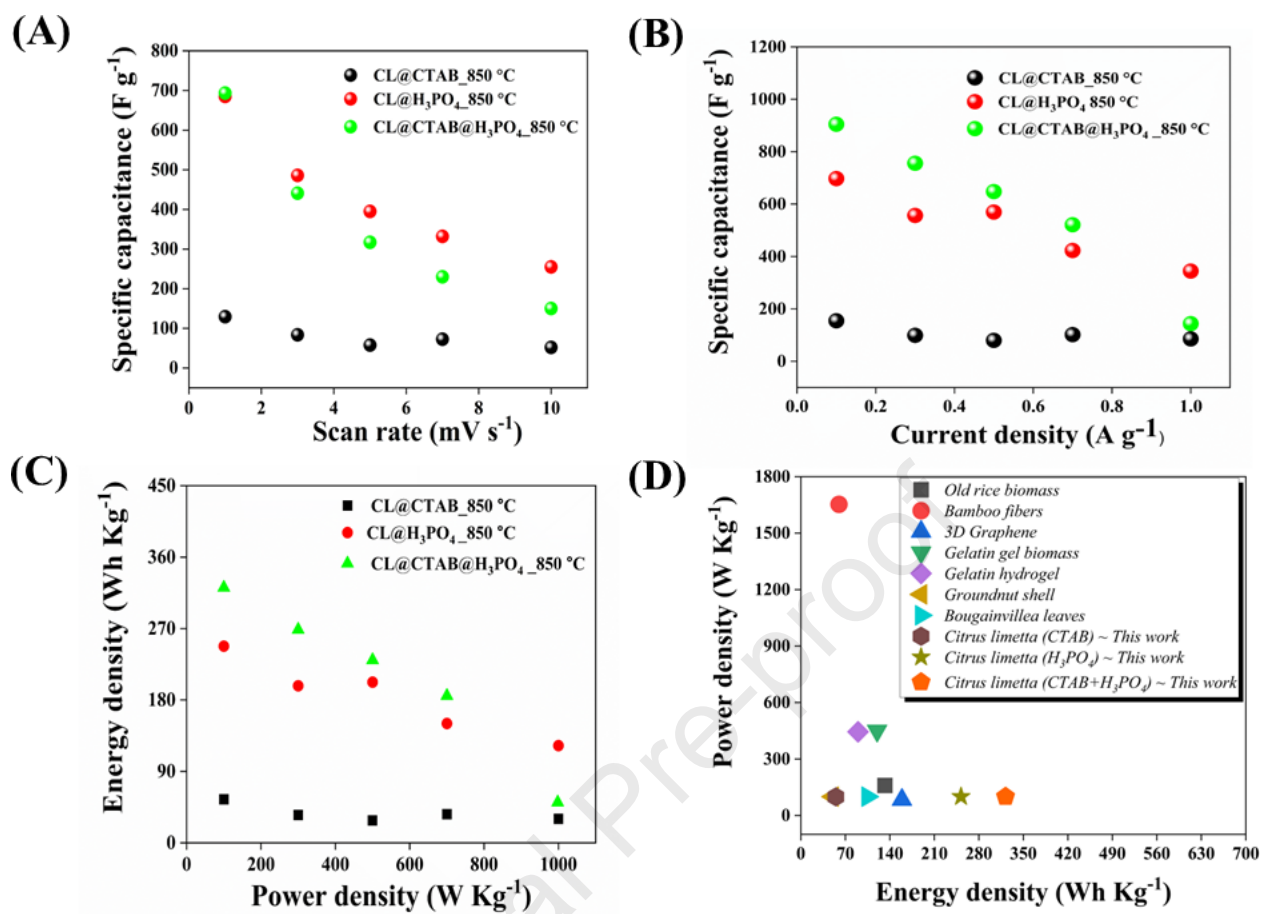 (A)
Specific capacitance (F g⁻¹)
800
700
600
500
400
300
200
100
0
CL@CTAB_850 °C
CL@H₃PO₄_850 °C
CL@CTAB@H₃PO₄_850 °C
0 2 4 6 8 10
Scan rate (mV s⁻¹)
(B)
Specific capacitance (F g⁻¹)
1200
1000
800
600
400
200
0
CL@CTAB_850 °C
CL@H₃PO₄ 850 °C
CL@CTAB@H₃PO₄ _850 °C
0.0 0.2 0.4 0.6 0.8 1.0
Current density (A g⁻¹)
(C)
Energy density (Wh Kg⁻¹)
450
360
270
180
90
0
CL@CTAB_850 °C
CL@H₃PO₄_850 °C
CL@CTAB@H₃PO₄ _850 °C
200 400 600 800 1000
Power density (W Kg⁻¹)
(D)
Power density (W Kg⁻¹)
1800
1500
1200
900
600
300
0
Old rice biomass
Bamboo fibers
3D Graphene
Gelatin gel biomass
Gelatin hydrogel
Groundnut shell
Bougainvillea leaves
Citrus limetta (CTAB) ~ This work
Citrus limetta (H₃PO₄) ~ This work
Citrus limetta (CTAB+H₃PO₄) ~ This work
0 70 140 210 280 350 420 490 560 630 700
Energy density (Wh Kg⁻¹)
al Pre-proof